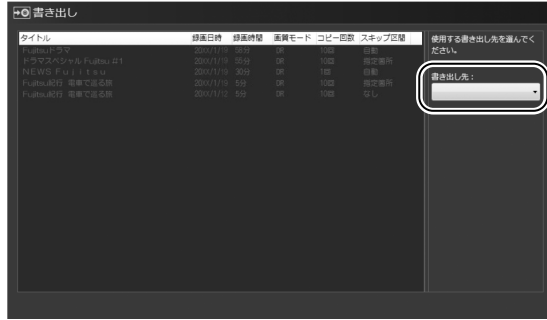 書き出し
タイトル 録画日時 録画時間 画質モード コピー回数 スキップ区間
Fujitsuドラマ 20XX/1/19 58分 DR 10回 自動
ドラマスペシャル Fujitsu #1 20XX/1/19 55分 DR 10回 指定箇所
NEWS Fujitsu 20XX/1/19 30分 DR 1回 自動
Fujitsu紀行 電車で巡る旅 20XX/1/19 5分 DR 10回 指定箇所
Fujitsu紀行 電車で巡る旅 20XX/1/12 5分 DR 10回 なし
使用する書き出し先を選んでく
ださい。
書き出し先：